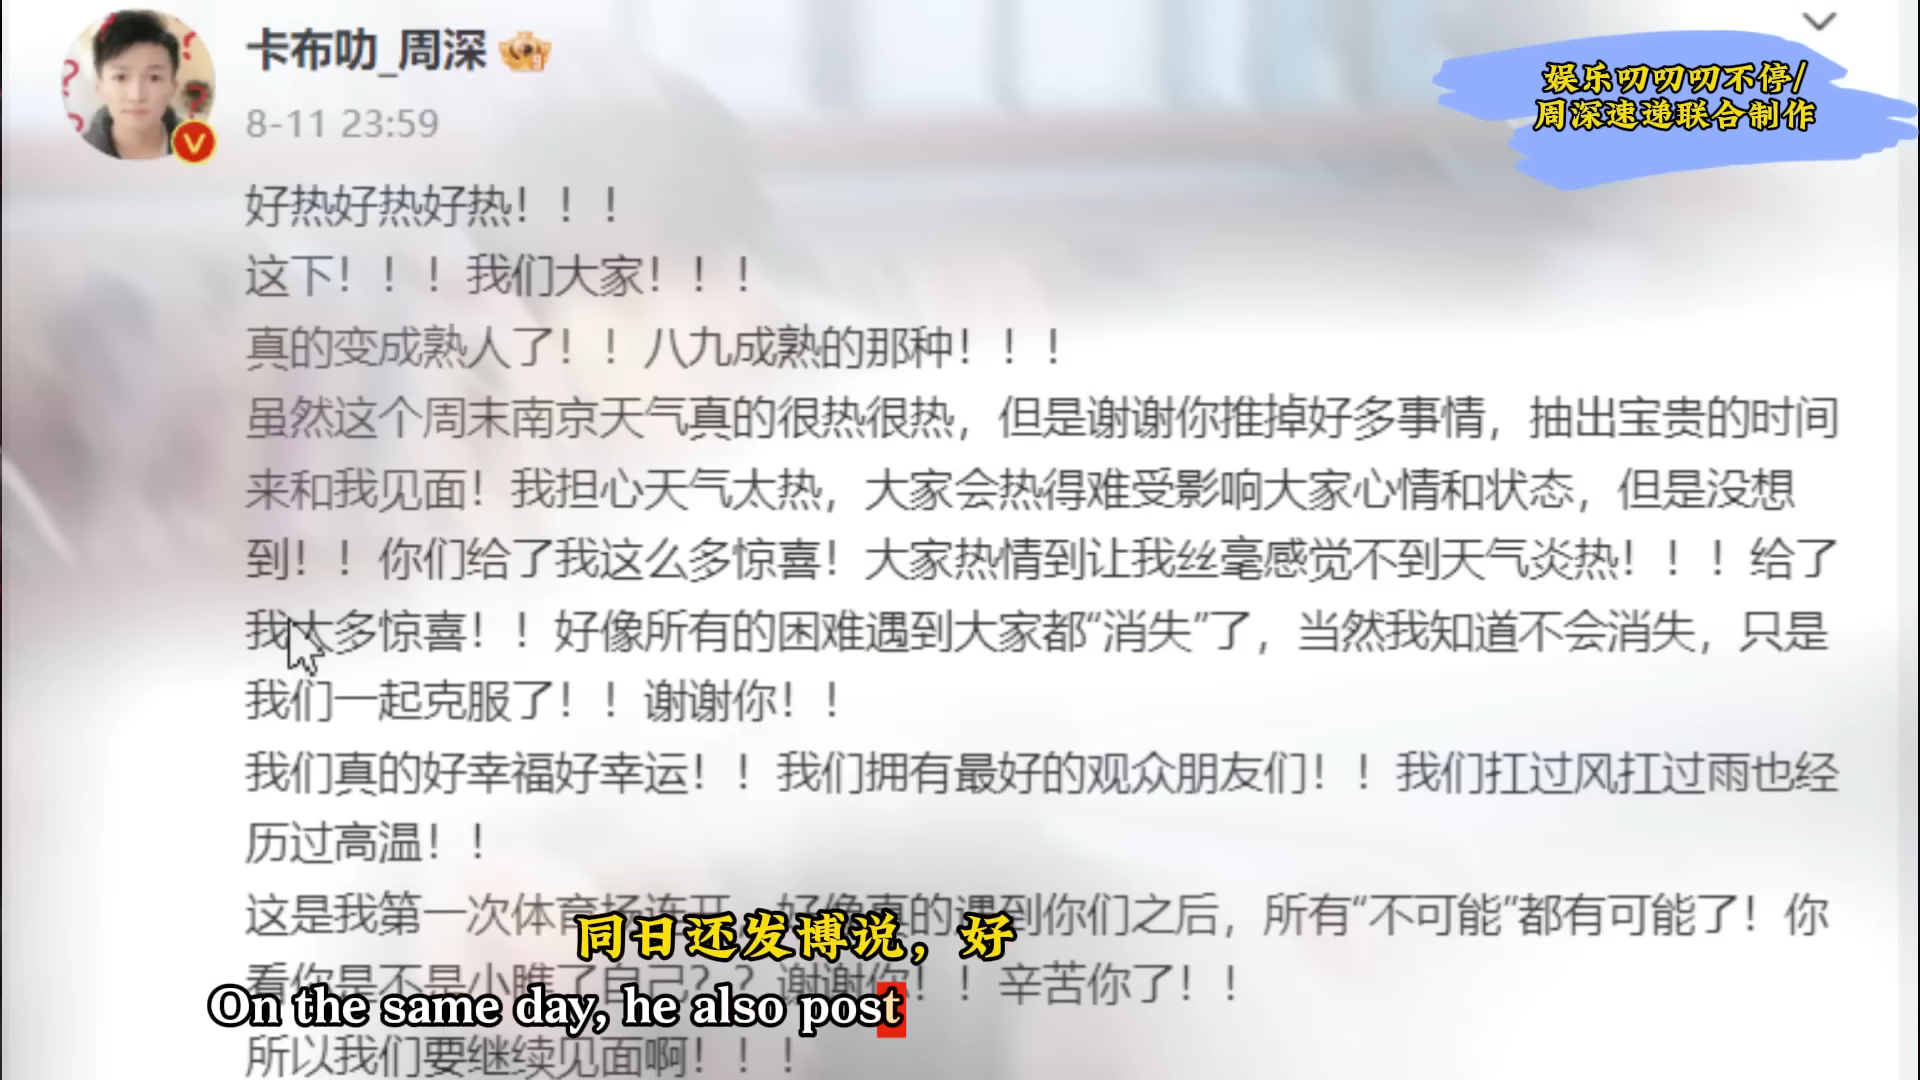 卡布叻_周深
8-11 23:59
娱乐叨叨叨不停/
周深速递联合制作
好热好热好热！！！
这下！！！我们大家！！！
真的变成熟人了！！八九成熟的那种！！！
虽然这个周末南京天气真的很热很热，但是谢谢你推掉好多事情，抽出宝贵的时间
来和我见面！我担心天气太热，大家会热得难受影响大家心情和状态，但是没想
到！！你们给了我这么多惊喜！大家热情到让我丝毫感觉不到天气炎热！！！给了
我太多惊喜！！好像所有的困难遇到大家都“消失”了，当然我知道不会消失，只是
我们一起克服了！！谢谢你！！
我们真的好幸福好幸运！！我们拥有最好的观众朋友们！！我们扛过风扛过雨也经
历过高温！！
这是我第一次体育场连开，好像真的遇到你们之后，所有“不可能”都有可能了！你
看你是不是小瞧了自己？？谢谢你！！辛苦你了！！
所以我们要继续见面啊！！！
同日还发博说，好
On the same day, he also post